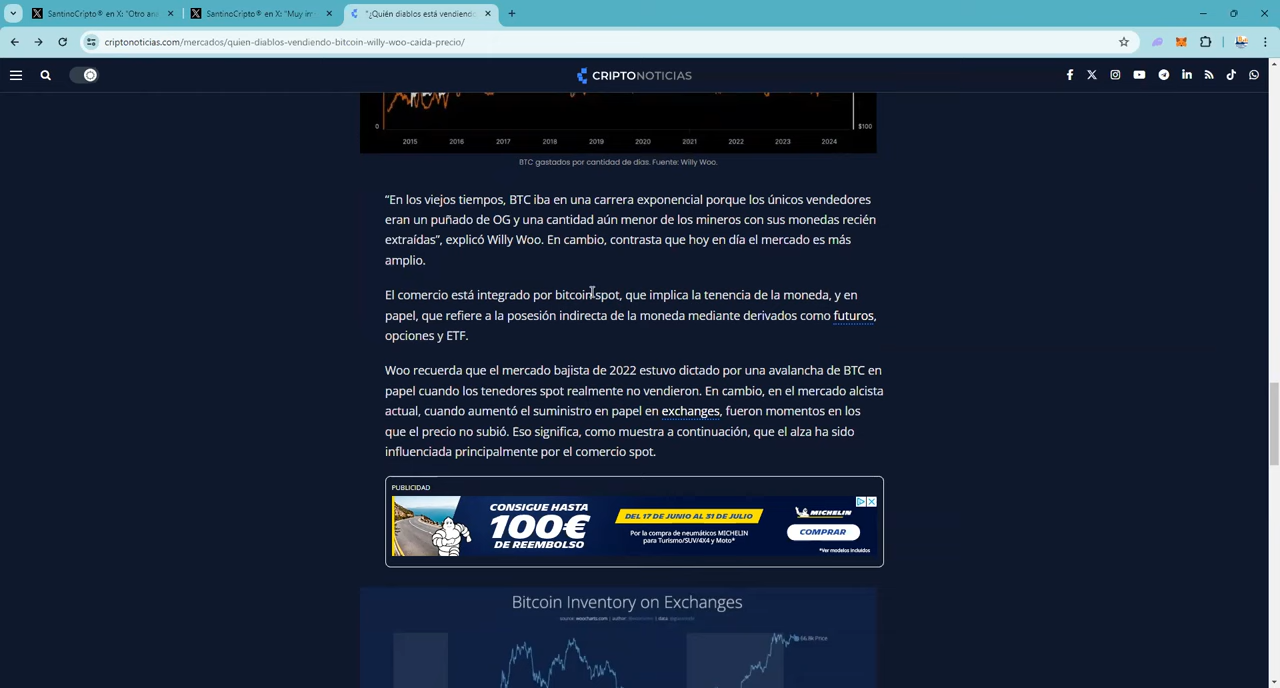 SantinoCripto® en X: "Otro ana
SantinoCripto® en X: "Muy im
"¿Quién diablos está vendiendo
criptonoticias.com/mercados/quien-diablos-vendiendo-bitcoin-willy-woo-caida-precio/
CRIPTONOTICIAS
0
$100
2015 2016 2017 2018 2019 2020 2021 2022 2023 2024
BTC gastados por cantidad de días. Fuente: Willy Woo.
“En los viejos tiempos, BTC iba en una carrera exponencial porque los únicos vendedores
eran un puñado de OG y una cantidad aún menor de los mineros con sus monedas recién
extraídas”, explicó Willy Woo. En cambio, contrasta que hoy en día el mercado es más
amplio.
El comercio está integrado por bitcoin spot, que implica la tenencia de la moneda, y en
papel, que refiere a la posesión indirecta de la moneda mediante derivados como futuros,
opciones y ETF.
Woo recuerda que el mercado bajista de 2022 estuvo dictado por una avalancha de BTC en
papel cuando los tenedores spot realmente no vendieron. En cambio, en el mercado alcista
actual, cuando aumentó el suministro en papel en exchanges, fueron momentos en los
que el precio no subió. Eso significa, como muestra a continuación, que el alza ha sido
influenciada principalmente por el comercio spot.
PUBLICIDAD
CONSIGUE HASTA
100€
DE REEMBOLSO
DEL 17 DE JUNIO AL 31 DE JULIO
Por la compra de neumáticos MICHELIN
para Turismo/SUV/4X4 y Moto*
MICHELIN
COMPRAR
*Ver modelos incluidos
Bitcoin Inventory on Exchanges
source: woocharts.com | author:
66.8k Price